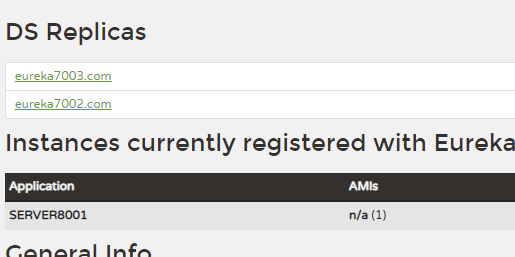 DS Replicas
eureka7003.com
eureka7002.com
Instances currently registered with Eureka
Application AMIs
SERVER8001 n/a (1)
General Info